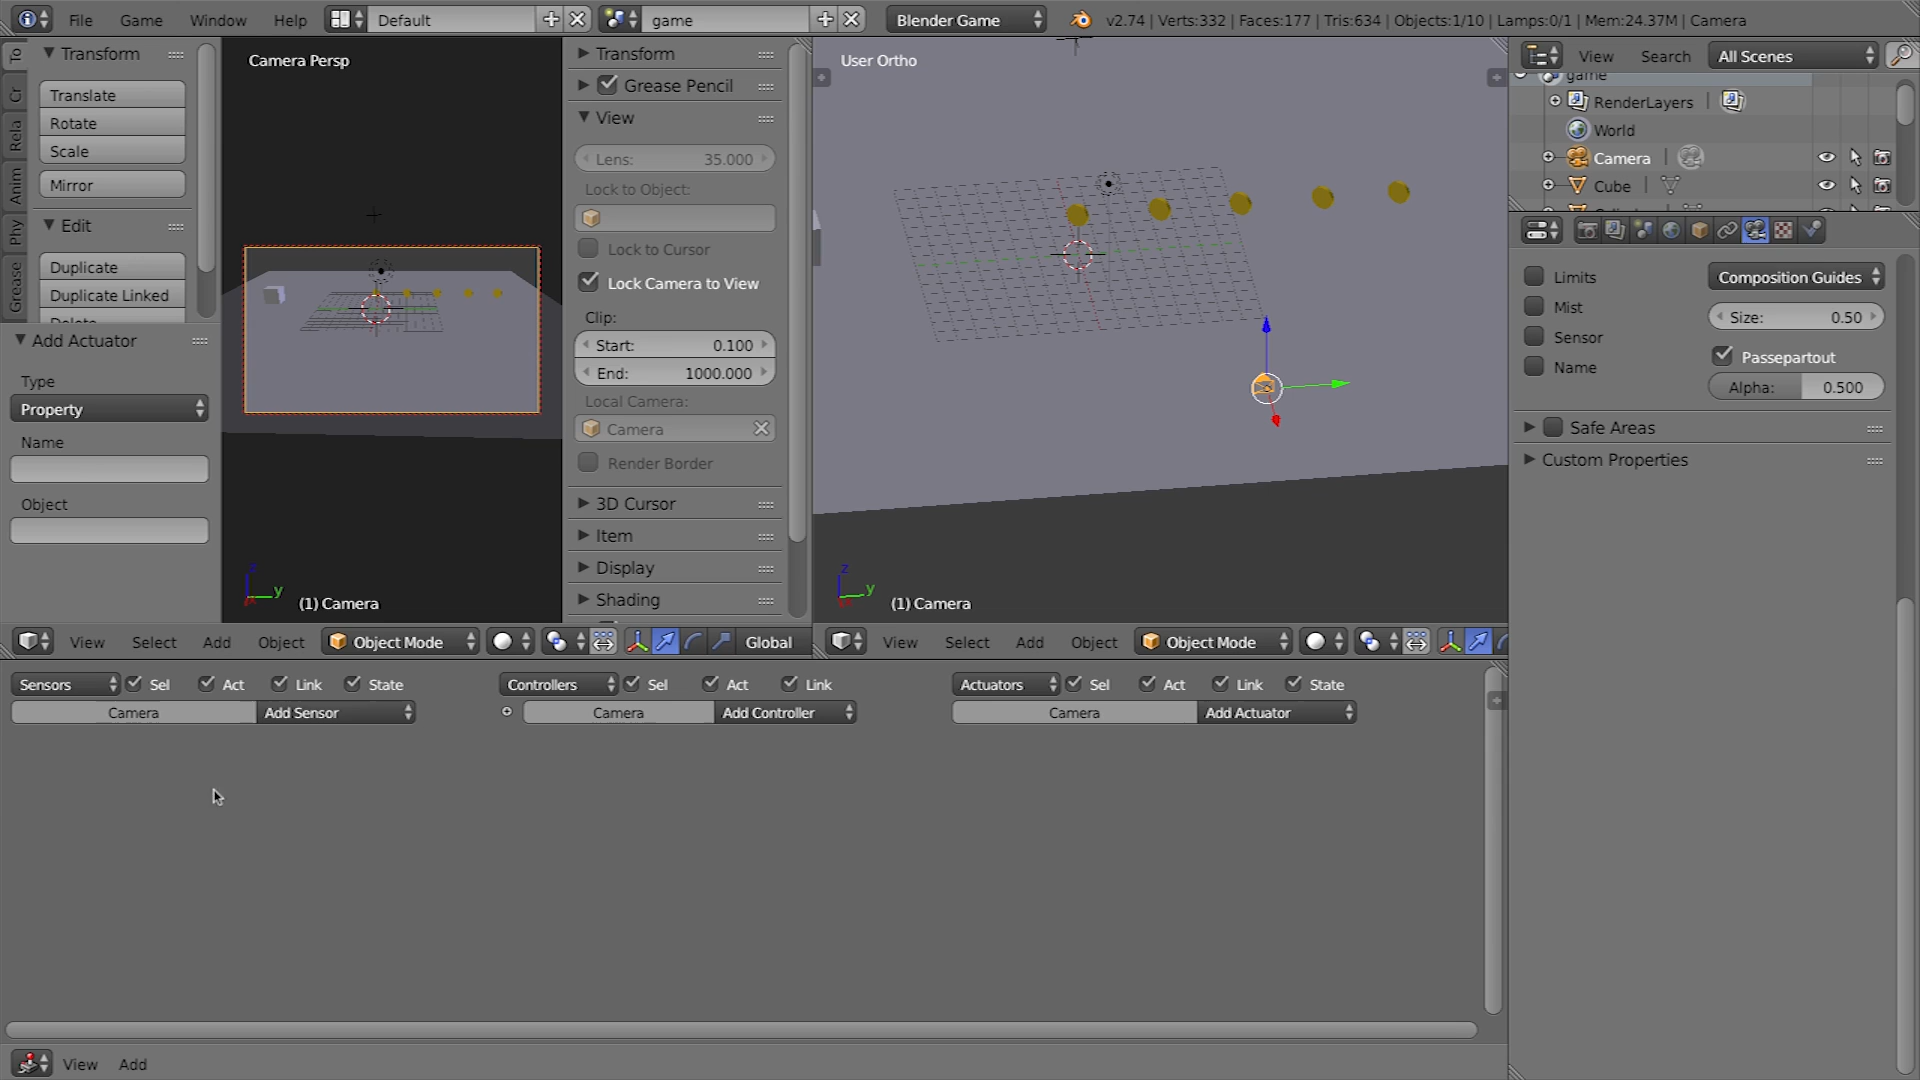 File Game Window Help Default game Blender Game v2.74 | Verts:332 | Faces:177 | Tris:634 | Objects:1/10 | Lamps:0/1 | Mem:24.37M | Camera
To
Cr
Rela
Anim
Phy
Grease
Transform
Translate
Rotate
Scale
Mirror
Edit
Duplicate
Duplicate Linked
Delete
Add Actuator
Type
Property
Name
Object
Camera Persp
z
y
(1) Camera
Transform
Grease Pencil
View
Lens: 35.000
Lock to Object:
Lock to Cursor
Lock Camera to View
Clip:
Start: 0.100
End: 1000.000
Local Camera:
Camera
Render Border
3D Cursor
Item
Display
Shading
User Ortho
z
y
(1) Camera
View Search All Scenes
game
RenderLayers
World
Camera
Cube
Limits
Mist
Sensor
Name
Composition Guides
Size: 0.50
Passepartout
Alpha: 0.500
Safe Areas
Custom Properties
View Select Add Object Object Mode Global
View Select Add Object Object Mode
Sensors Sel Act Link State
Camera Add Sensor
Controllers Sel Act Link
Camera Add Controller
Actuators Sel Act Link State
Camera Add Actuator
View Add